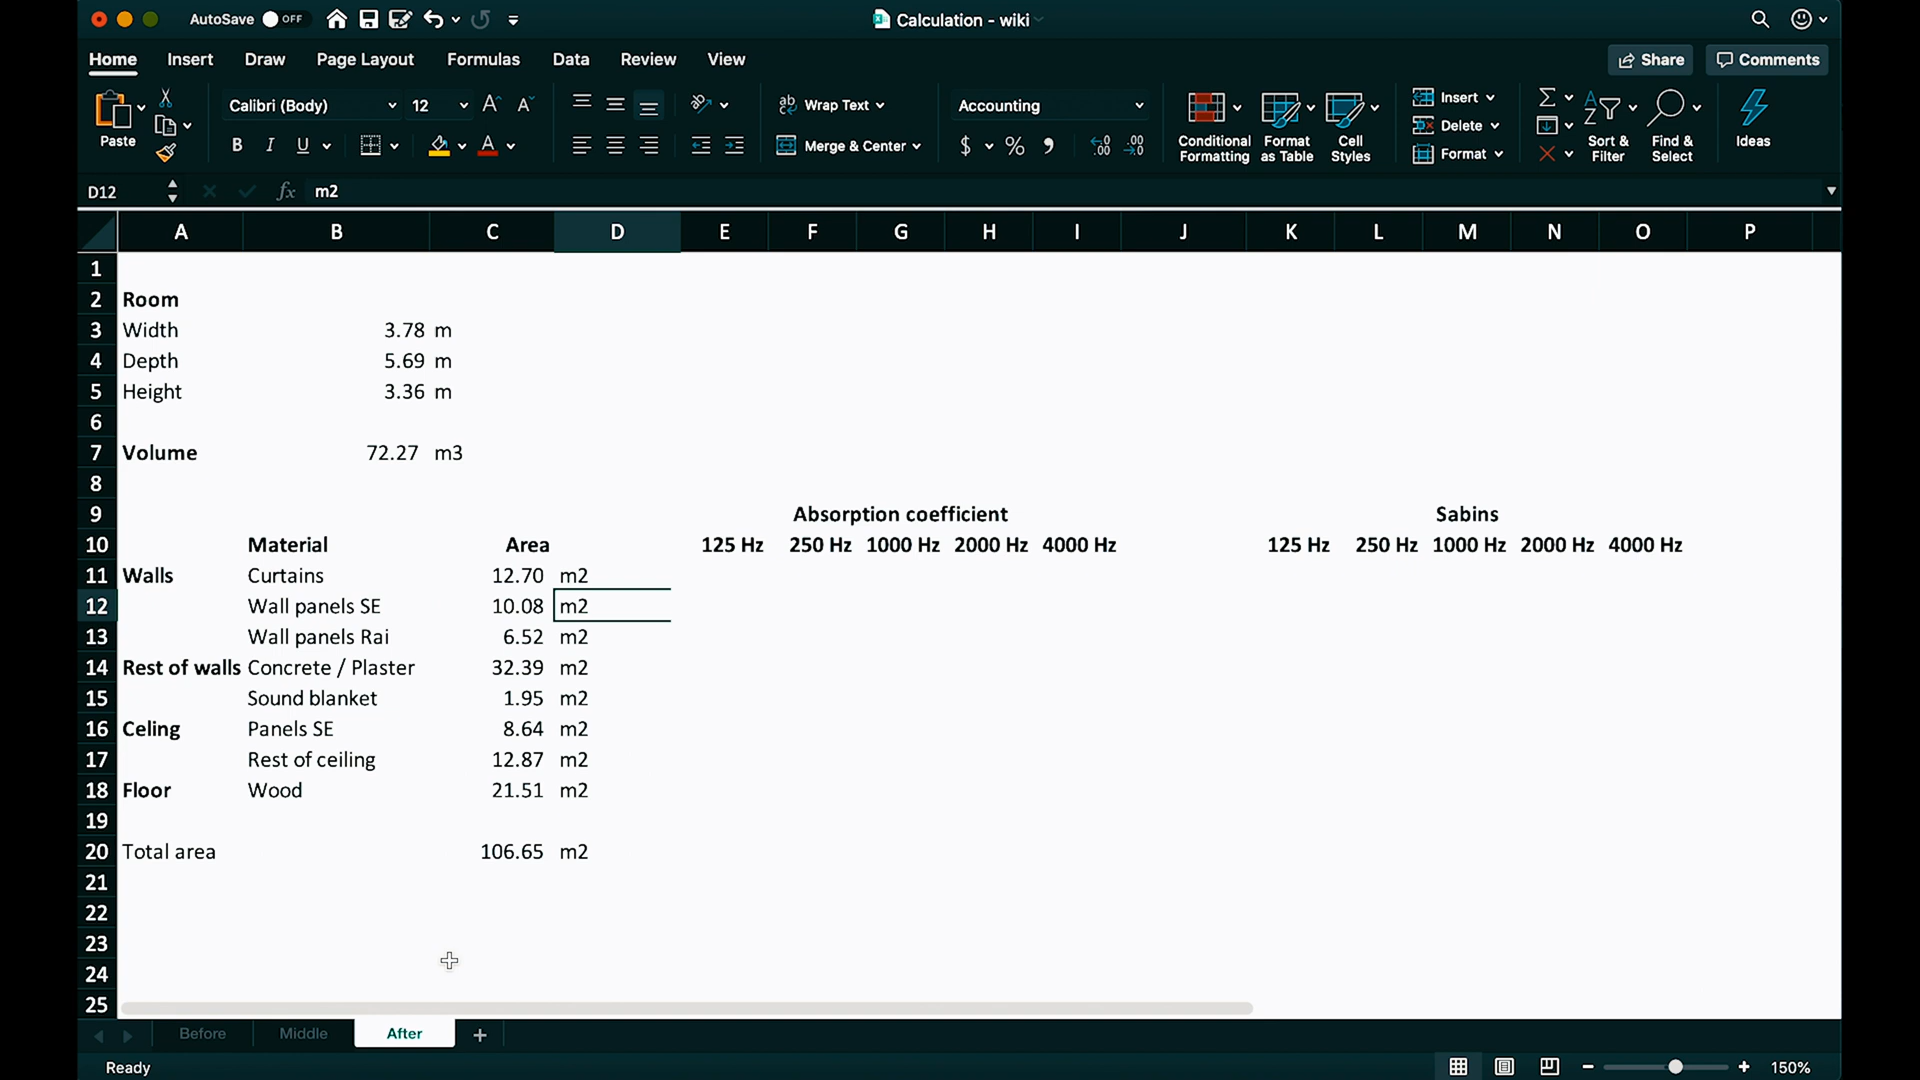 AutoSave OFF Calculation - wiki
Home Insert Draw Page Layout Formulas Data Review View Share Comments
Paste Calibri (Body) 12 A A ab Wrap Text Accounting Insert
B I U A Merge & Center $ % Conditional Formatting Format as Table Cell Styles Delete Format Sort & Filter Find & Select Ideas
D12 fx m2
A B C D E F G H I J K L M N O P
1
2 Room
3 Width 3.78 m
4 Depth 5.69 m
5 Height 3.36 m
6
7 Volume 72.27 m3
8
9 Absorption coefficient Sabins
10 Material Area 125 Hz 250 Hz 1000 Hz 2000 Hz 4000 Hz 125 Hz 250 Hz 1000 Hz 2000 Hz 4000 Hz
11 Walls Curtains 12.70 m2
12 Wall panels SE 10.08 m2
13 Wall panels Rai 6.52 m2
14 Rest of walls Concrete / Plaster 32.39 m2
15 Sound blanket 1.95 m2
16 Celing Panels SE 8.64 m2
17 Rest of ceiling 12.87 m2
18 Floor Wood 21.51 m2
19
20 Total area 106.65 m2
21
22
23
24
25
Before Middle After +
Ready 150%